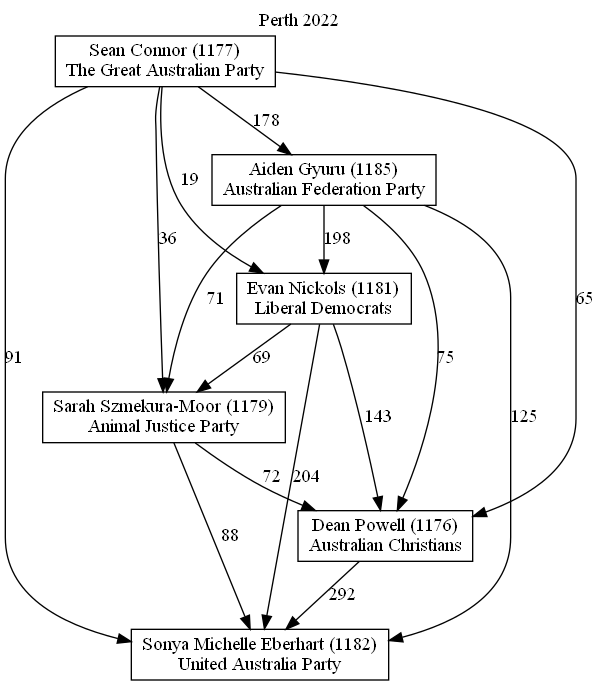 Perth 2022
Sean Connor (1177)
The Great Australian Party
178
Aiden Gyuru (1185)
Australian Federation Party
19
36
198
71
65
Evan Nickols (1181)
Liberal Democrats
91
69
75
Sarah Szmekura-Moor (1179)
Animal Justice Party
143
125
72
204
Dean Powell (1176)
Australian Christians
88
292
Sonya Michelle Eberhart (1182)
United Australia Party